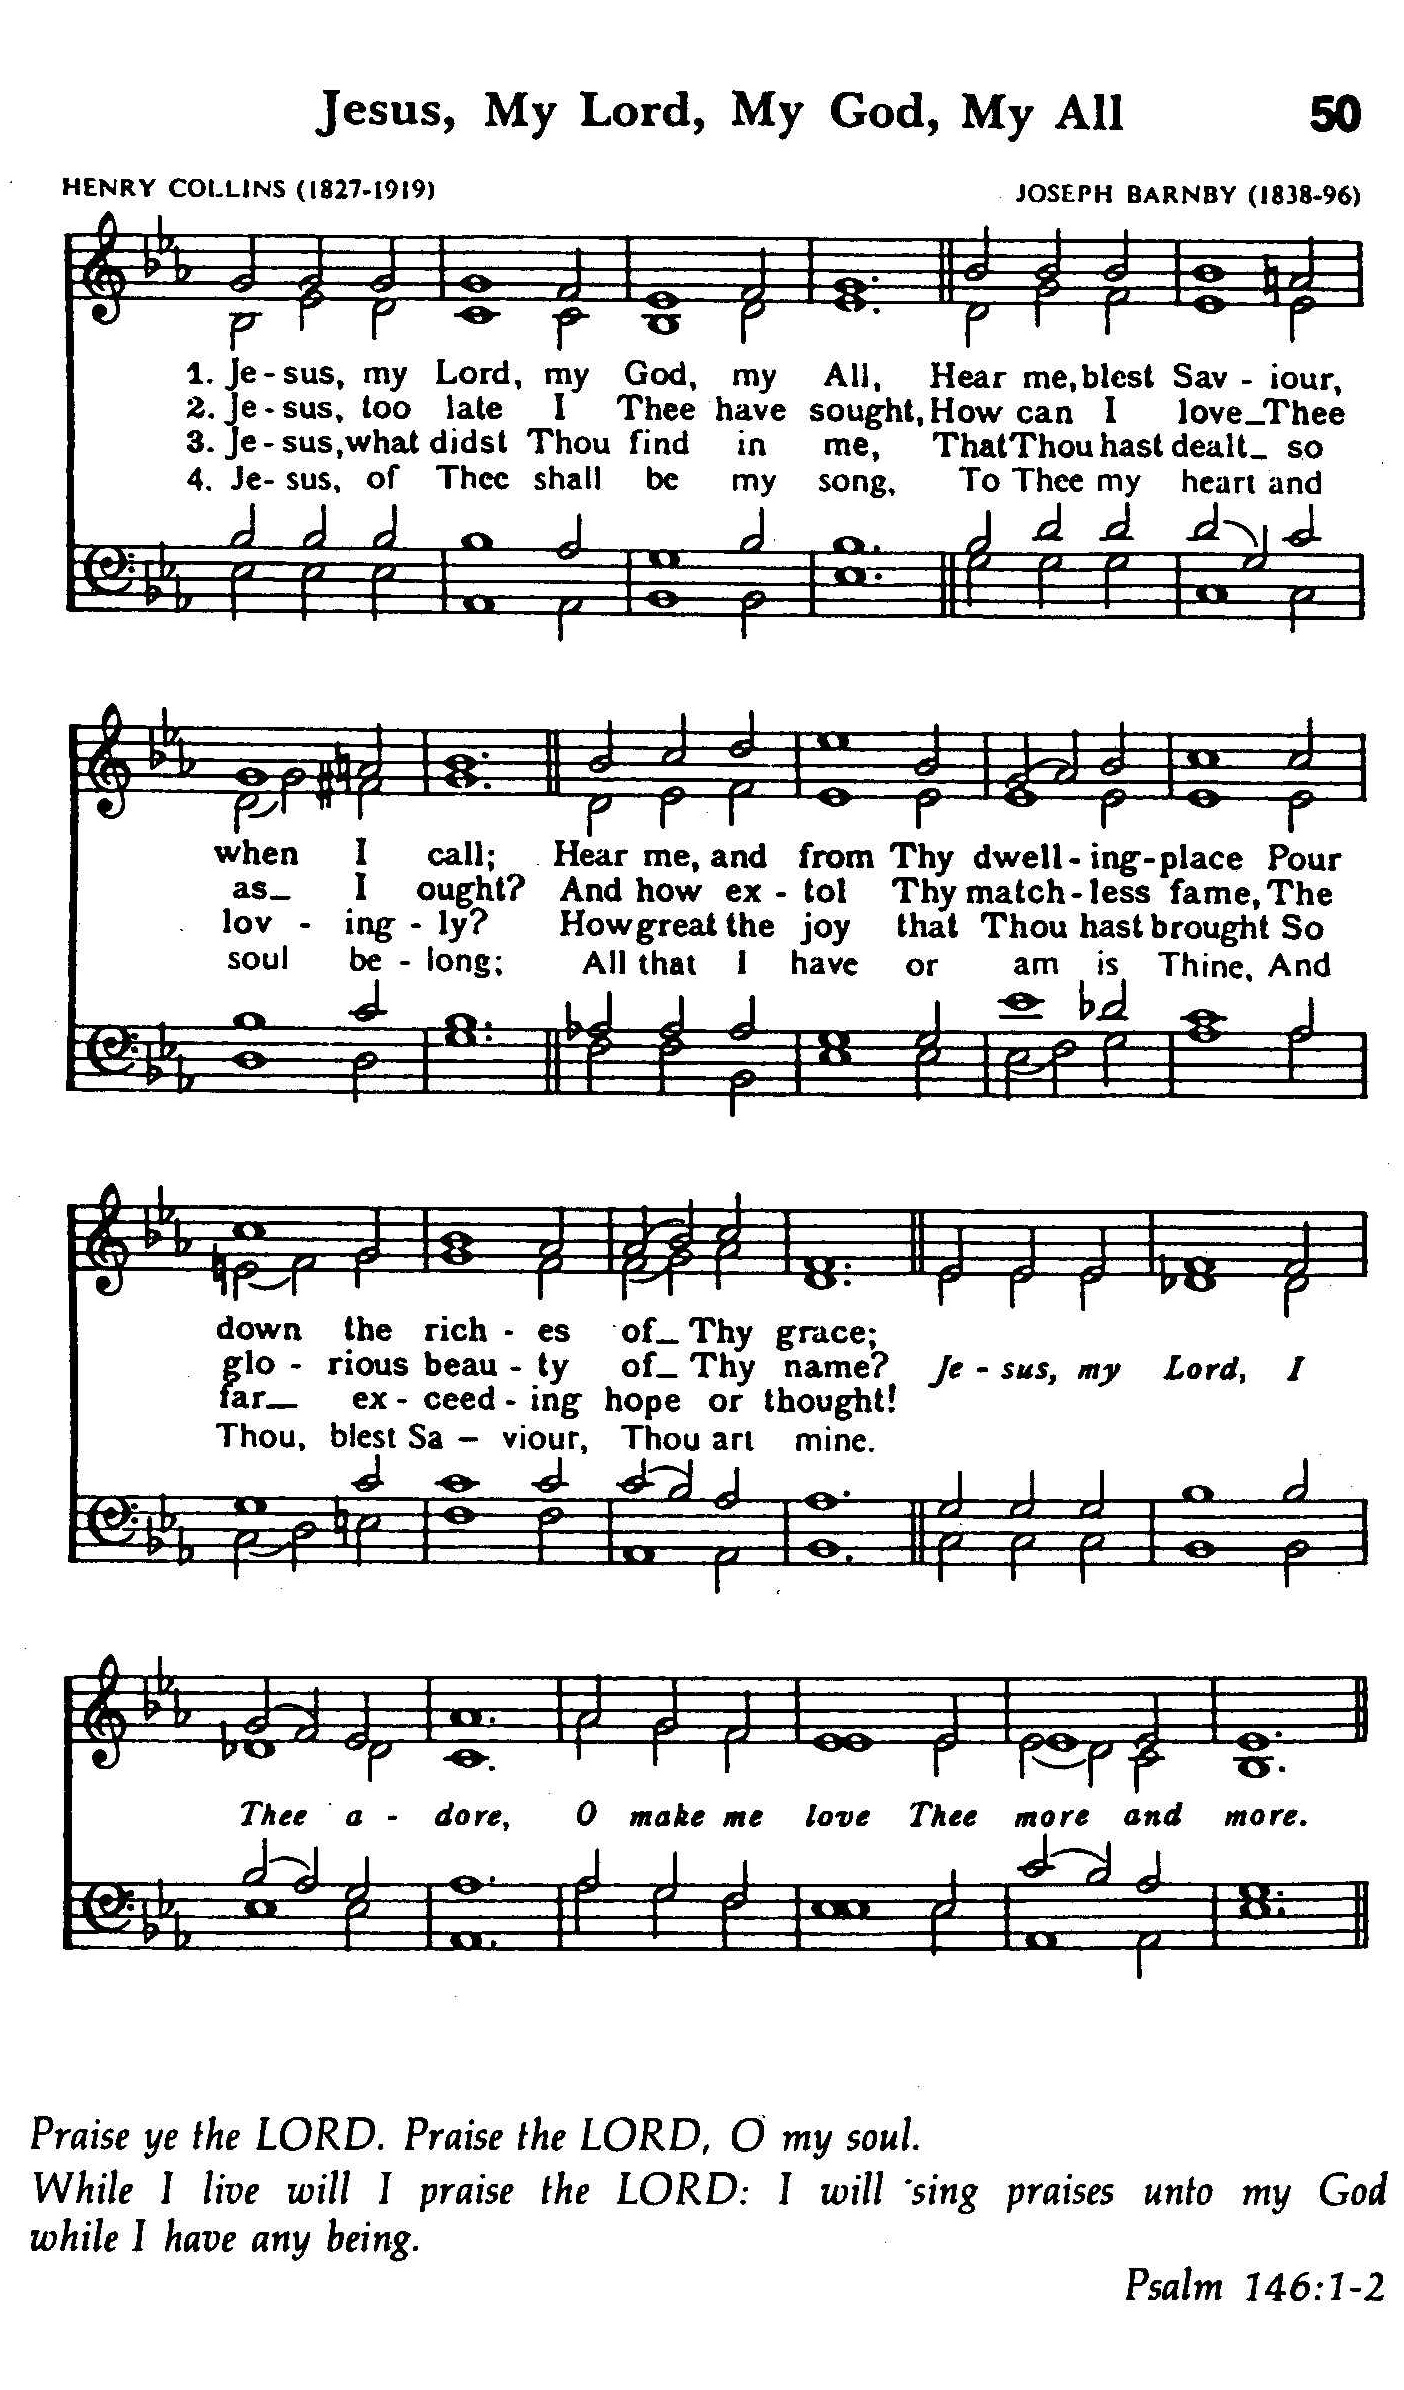 Jesus, My Lord, My God, My All 50
HENRY COLLINS (1827-1919) JOSEPH BARNBY (1838-96)
1. Je - sus, my Lord, my God, my All, Hear me, blest Sav - iour,
2. Je - sus, too late I Thee have sought, How can I love_ Thee
3. Je - sus, what didst Thou find in me, That Thou hast dealt_ so
4. Je - sus, of Thee shall be my song, To Thee my heart and
when I call; Hear me, and from Thy dwell - ing - place Pour
as_ I ought? And how ex - tol Thy match - less fame, The
lov - ing - ly? How great the joy that Thou hast brought So
soul be - long; All that I have or am is Thine, And
down the rich - es of_ Thy grace;
glo - rious beau - ty of_ Thy name? Je - sus, my Lord, I
far_ ex - ceed - ing hope or thought!
Thou, blest Sa - viour, Thou art mine.
Thee a - dore, O make me love Thee more and more.
Praise ye the LORD. Praise the LORD, O my soul.
While I live will I praise the LORD: I will sing praises unto my God
while I have any being.
Psalm 146:1-2